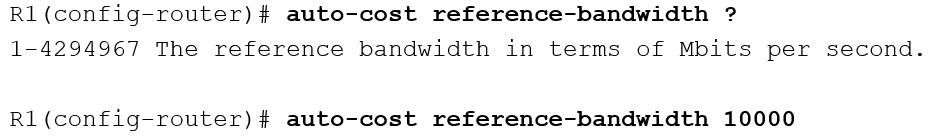 R1(config-router)# auto-cost reference-bandwidth ?
1-4294967 The reference bandwidth in terms of Mbits per second.
R1(config-router)# auto-cost reference-bandwidth 10000